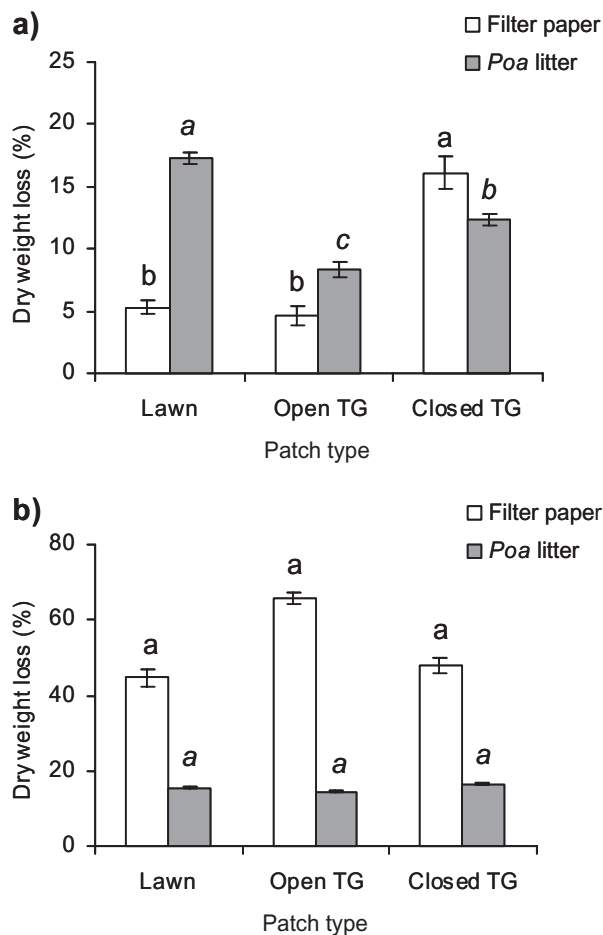 a)
Filter paper
Poa litter
Dry weight loss (%)
25
20
15
10
5
0
b
a
b
c
a
b
Lawn Open TG Closed TG
Patch type
b)
Filter paper
Poa litter
Dry weight loss (%)
80
60
40
20
0
a
a
a
a
a
a
Lawn Open TG Closed TG
Patch type